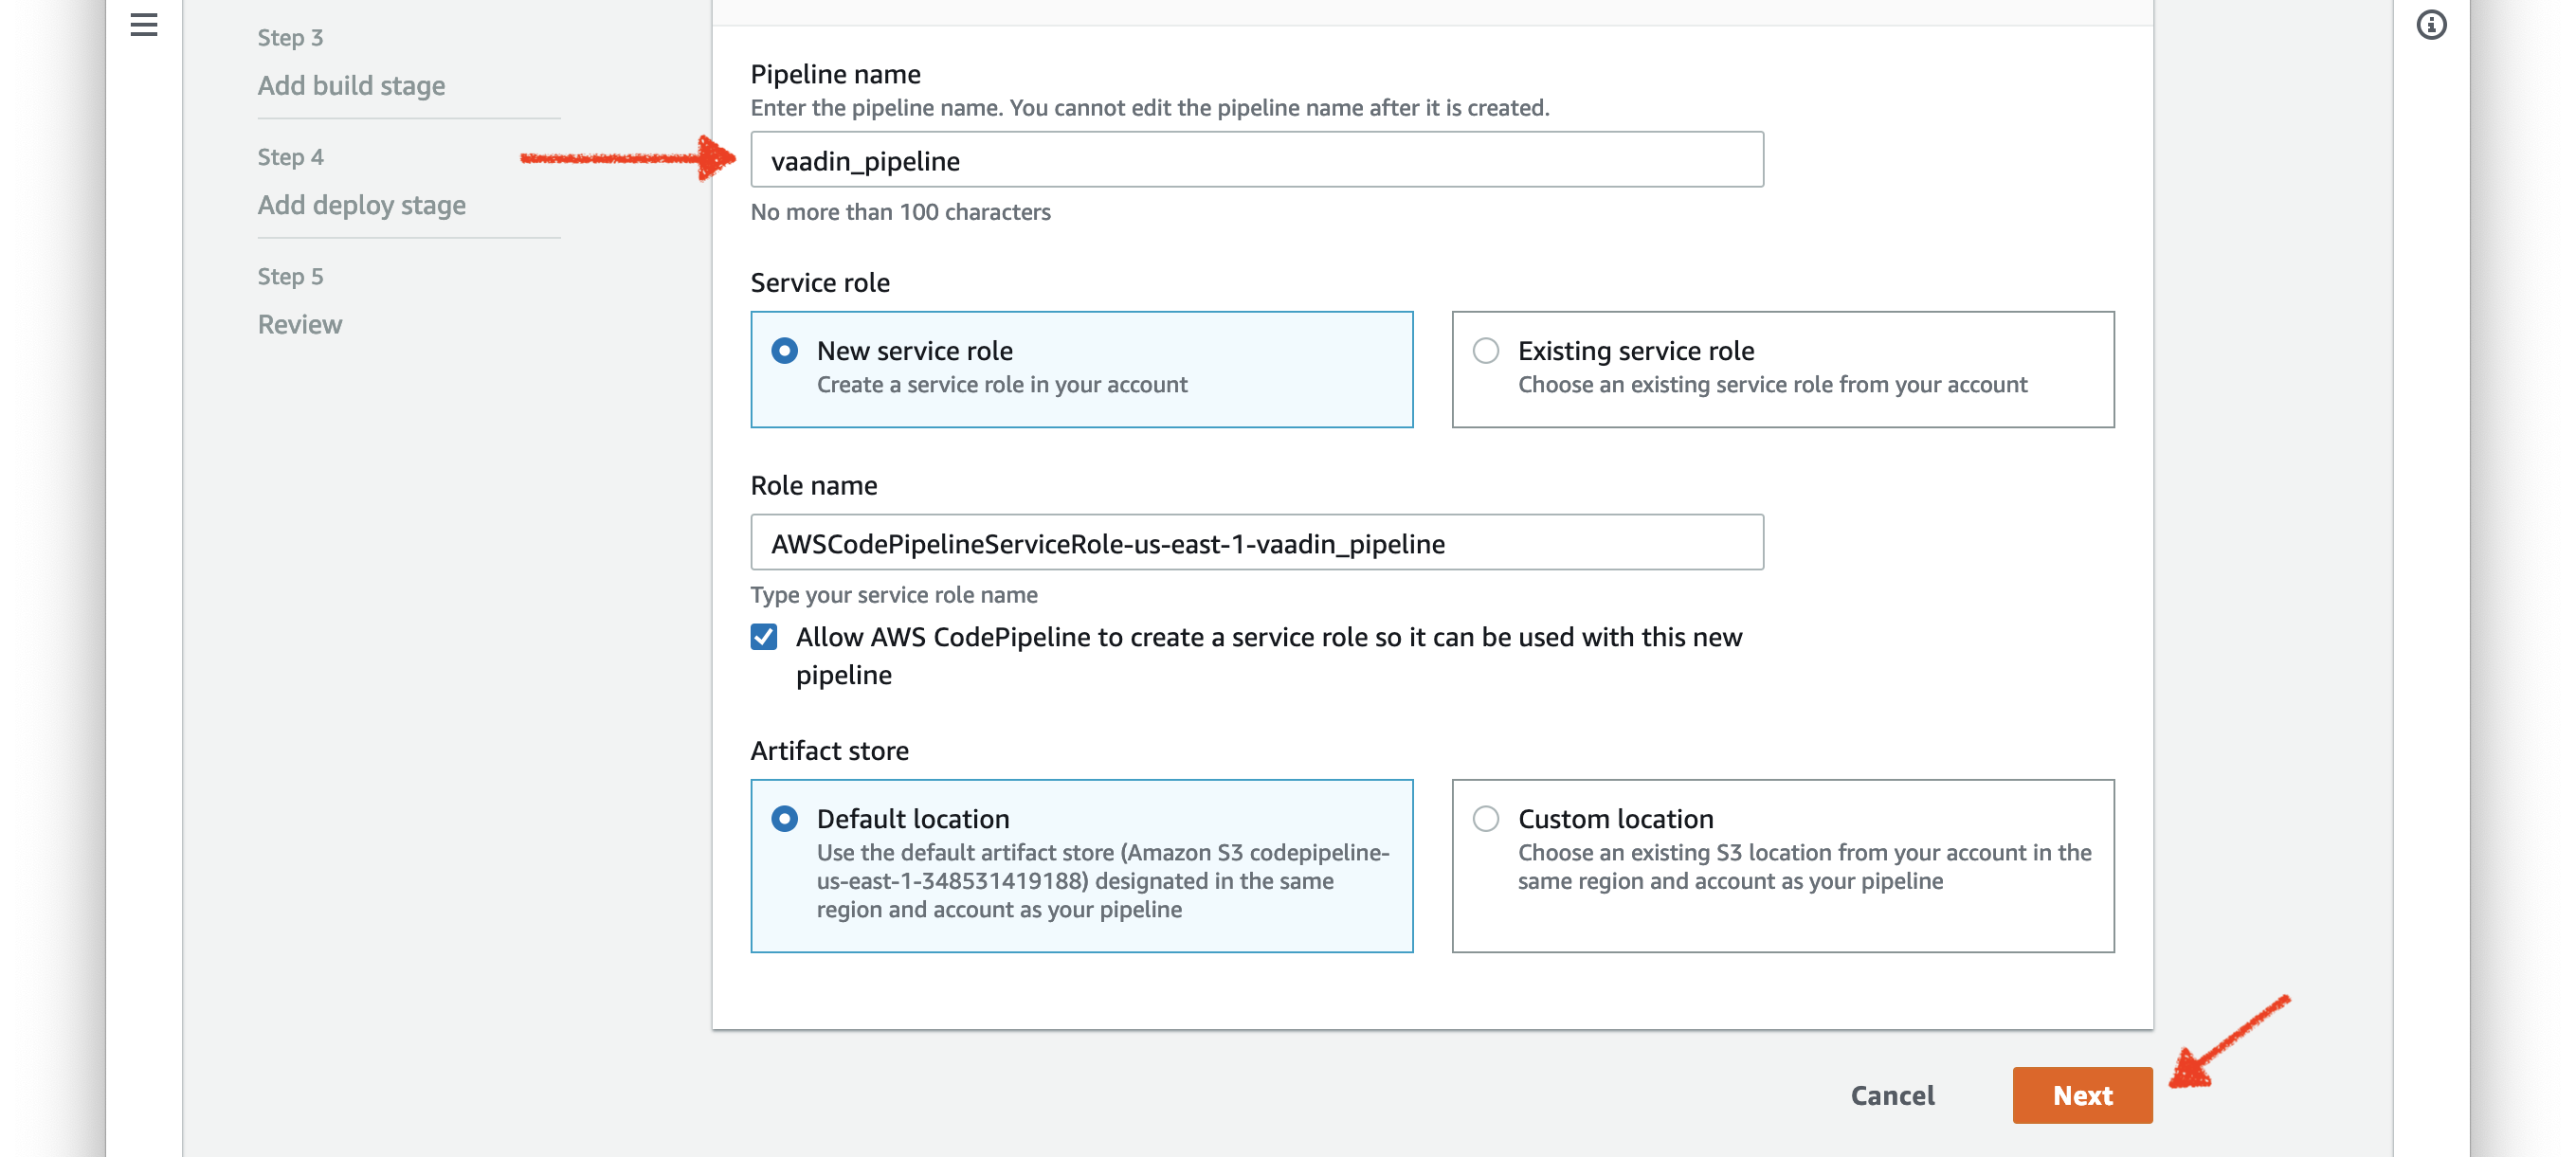 Step 3
Add build stage
Step 4
Add deploy stage
Step 5
Review
Pipeline name
Enter the pipeline name. You cannot edit the pipeline name after it is created.
vaadin_pipeline
No more than 100 characters
Service role
New service role
Create a service role in your account
Existing service role
Choose an existing service role from your account
Role name
AWSCodePipelineServiceRole-us-east-1-vaadin_pipeline
Type your service role name
Allow AWS CodePipeline to create a service role so it can be used with this new
pipeline
Artifact store
Default location
Use the default artifact store (Amazon S3 codepipeline-
us-east-1-348531419188) designated in the same
region and account as your pipeline
Custom location
Choose an existing S3 location from your account in the
same region and account as your pipeline
Cancel
Next